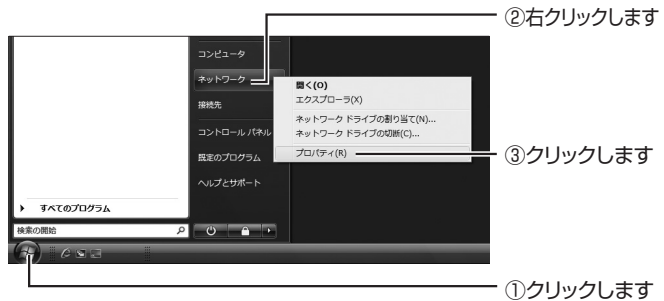 ②右クリックします
コンピュータ
ネットワーク
開く(O)
エクスプローラ(X)
接続先
ネットワーク ドライブの割り当て(N)...
コントロール パネル
ネットワーク ドライブの切断(C)...
プロパティ(R)
③クリックします
既定のプログラム
ヘルプとサポート
すべてのプログラム
検索の開始
①クリックします